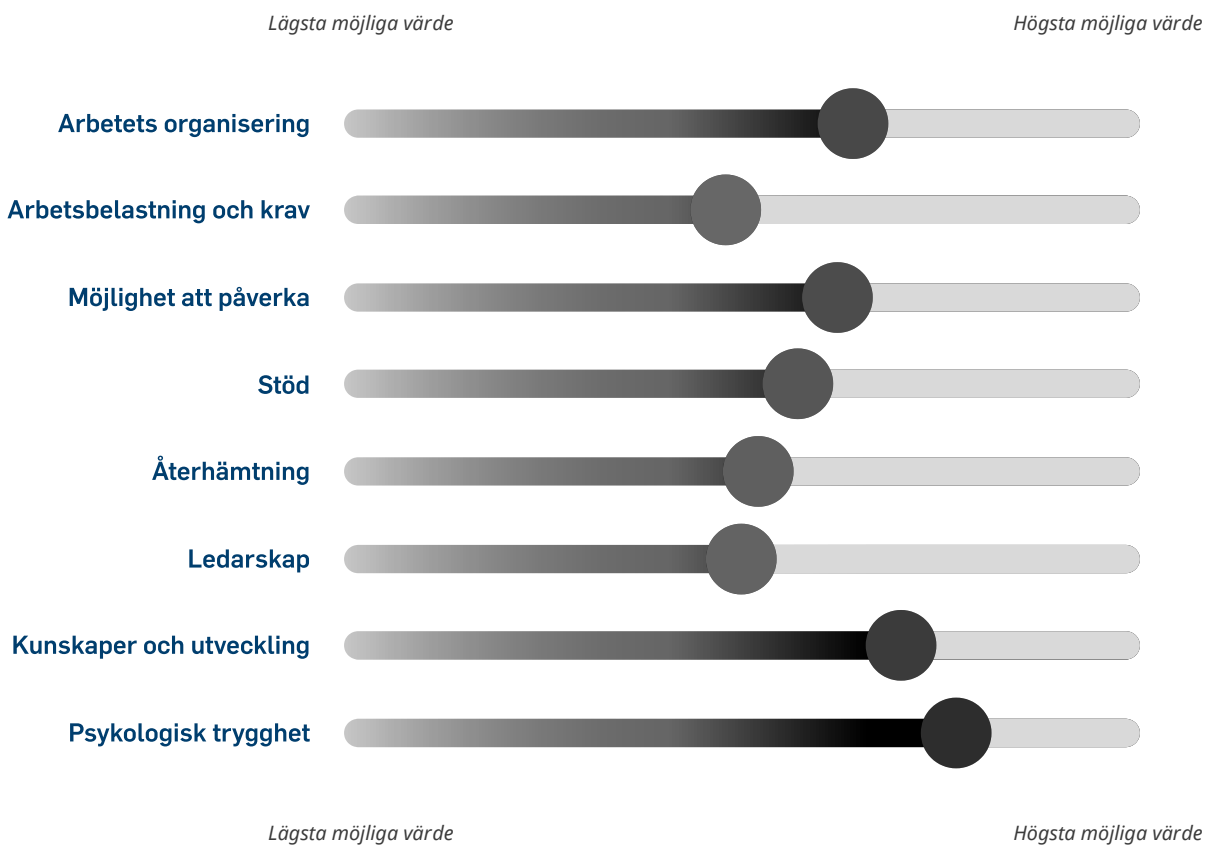 Lägsta möjliga värde Högsta möjliga värde
Arbetets organisering
Arbetsbelastning och krav
Möjlighet att påverka
Stöd
Återhämtning
Ledarskap
Kunskaper och utveckling
Psykologisk trygghet
Lägsta möjliga värde Högsta möjliga värde